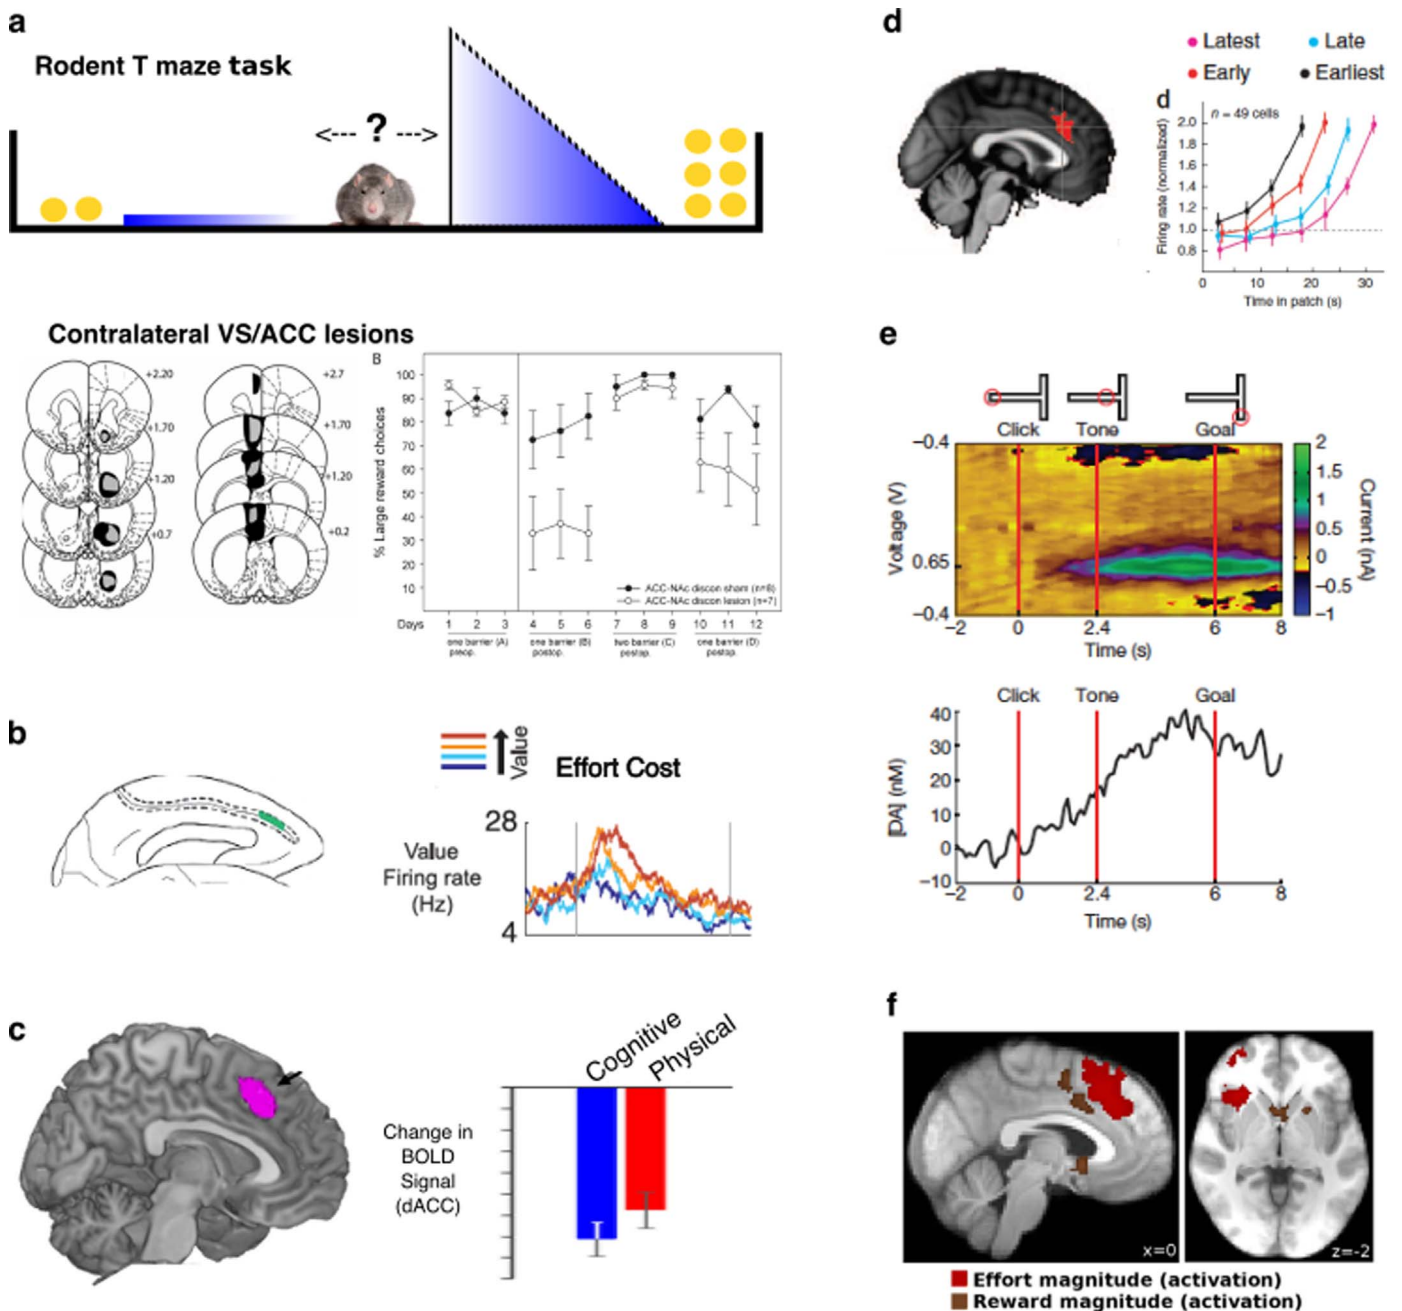 a
Rodent T maze task
<--- ? --->
Contralateral VS/ACC lesions
+2.20
+1.70
+1.20
+0.7
+2.7
+1.70
+1.20
+0.2
B
% Large reward choices
100
90
80
70
60
50
40
30
20
10
ACC-NAc discon sham (n=8)
ACC-NAc discon lesion (n=7)
Days 1 2 3 4 5 6 7 8 9 10 11 12
one barrier (A) one barrier (B) two barrier (C) one barrier (D)
preop. postop. postop. postop.
b
Value
Effort Cost
28
Value
Firing rate
(Hz)
4
c
Cognitive
Physical
Change in
BOLD
Signal
(dACC)
d
Latest Late
Early Earliest
d
n = 49 cells
Firing rate (normalized)
2.0
1.8
1.6
1.4
1.2
1.0
0.8
0 10 20 30
Time in patch (s)
e
Click Tone Goal
Voltage (V)
−0.4
0.65
−0.4
−2 0 2.4 6 8
Time (s)
2
1.5
1
0.5
0
−0.5
−1
Current (nA)
Click Tone Goal
[DA] (nM)
40
30
20
10
0
−10
−2 0 2.4 6 8
Time (s)
f
x=0
z=-2
Effort magnitude (activation)
Reward magnitude (activation)